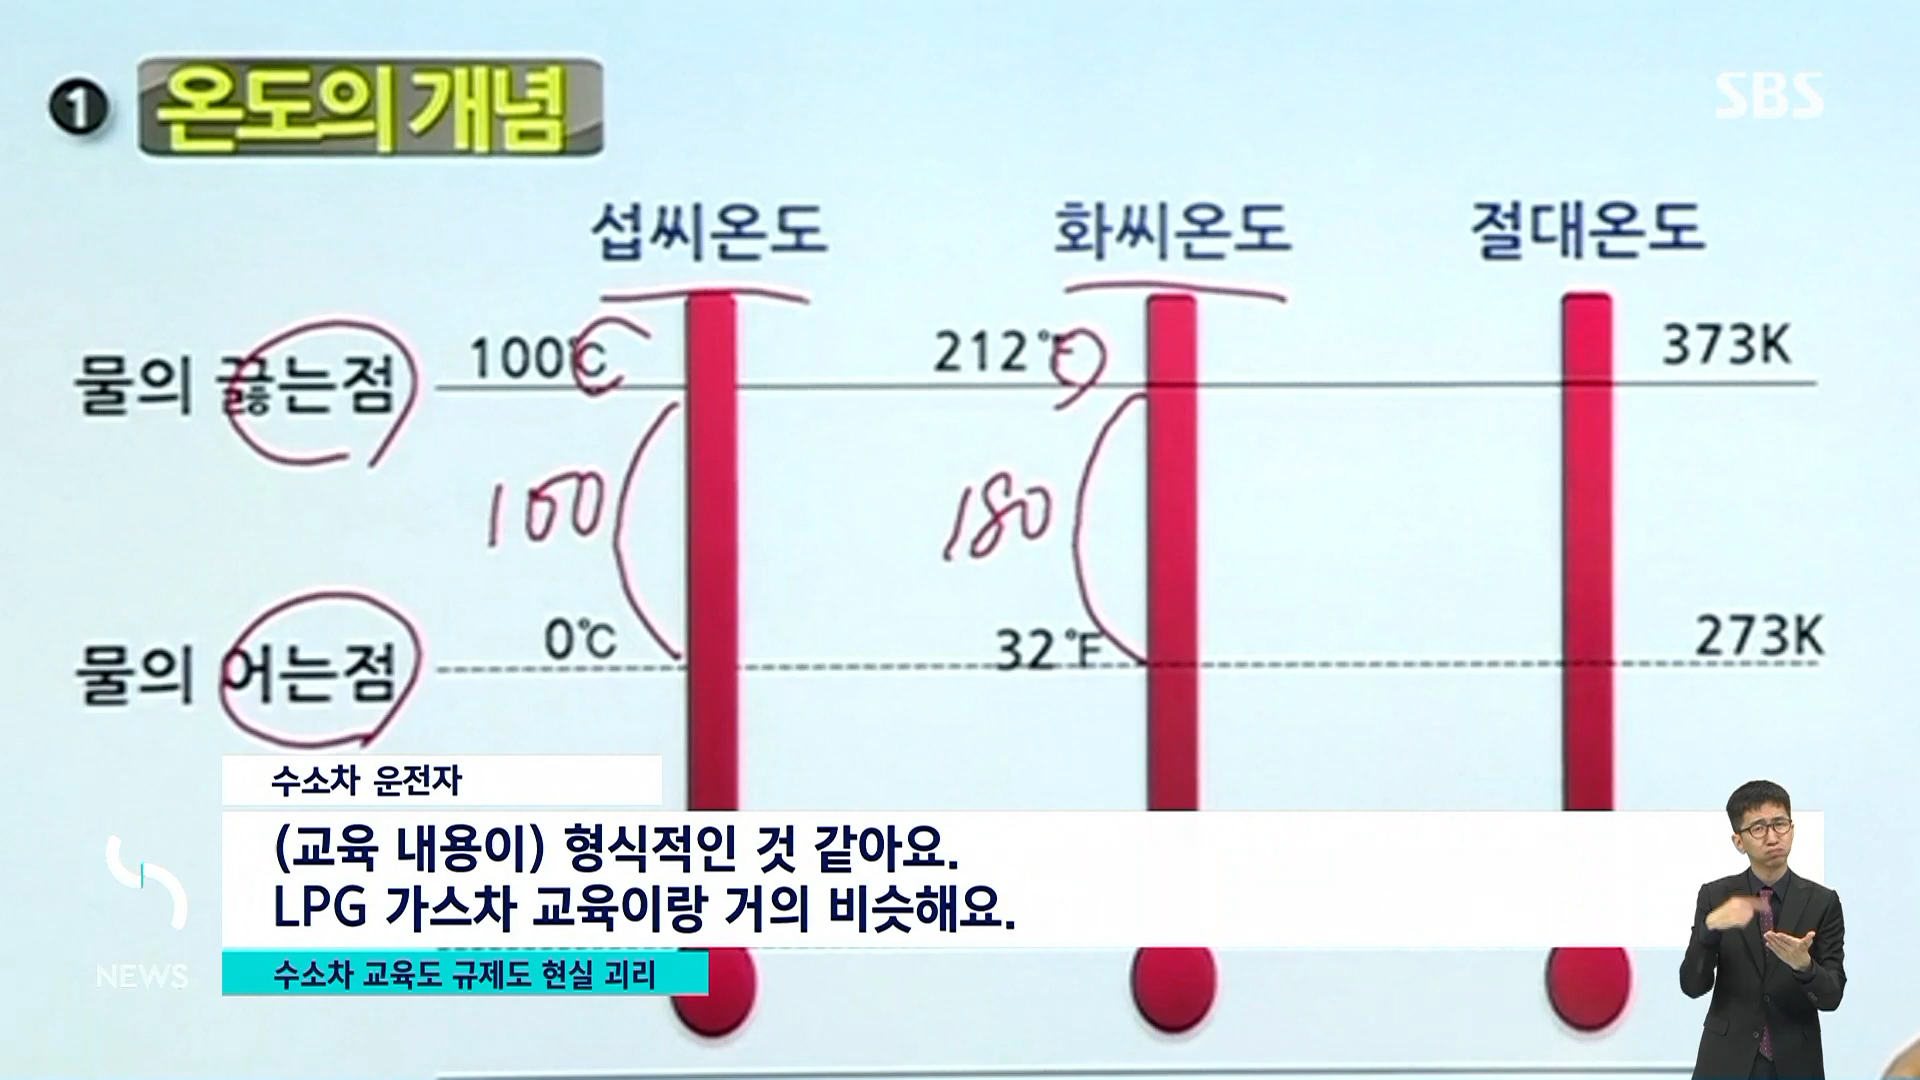 1 온도의 개념
SBS
섭씨온도 화씨온도 절대온도
물의 끓는점 100℃ 212℉ 373K
100 180
물의 어는점 0℃ 32℉ 273K
수소차 운전자
(교육 내용이) 형식적인 것 같아요.
LPG 가스차 교육이랑 거의 비슷해요.
NEWS
수소차 교육도 규제도 현실 괴리